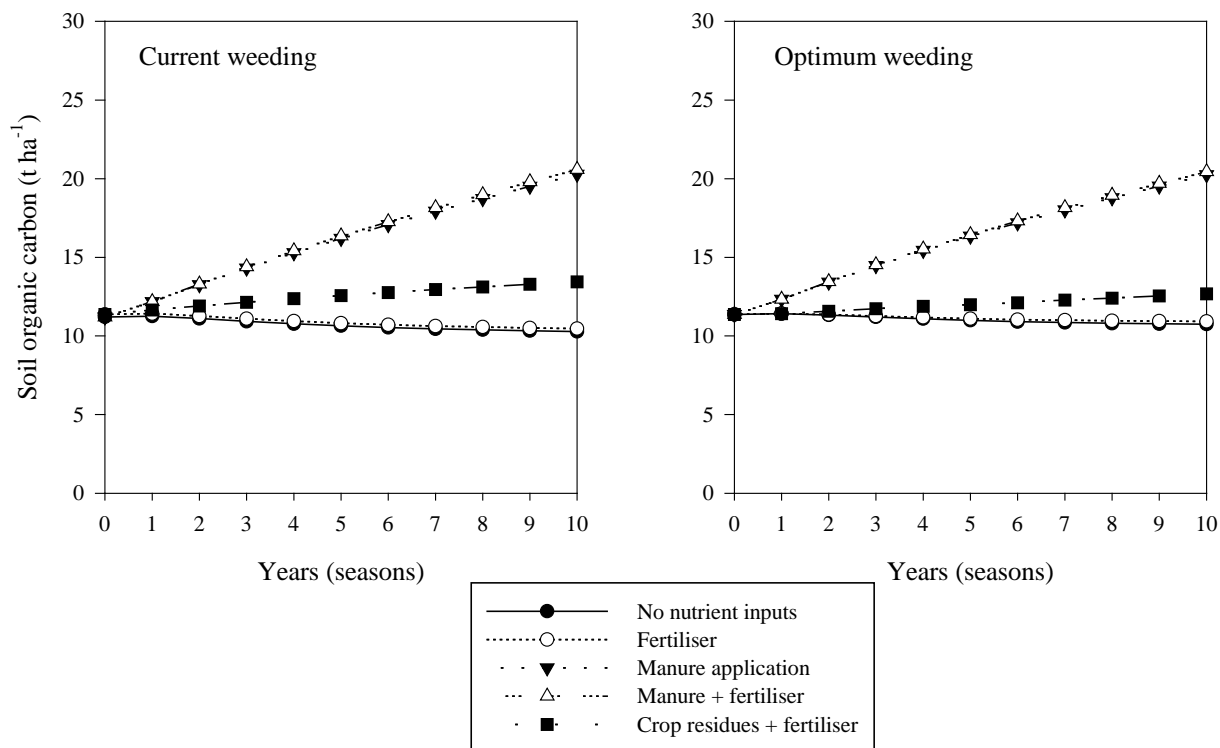 Current weeding
Optimum weeding
30
25
20
15
10
5
0
30
25
20
15
10
5
0
Soil organic carbon (t ha⁻¹)
0 1 2 3 4 5 6 7 8 9 10
0 1 2 3 4 5 6 7 8 9 10
Years (seasons)
Years (seasons)
No nutrient inputs
Fertiliser
Manure application
Manure + fertiliser
Crop residues + fertiliser